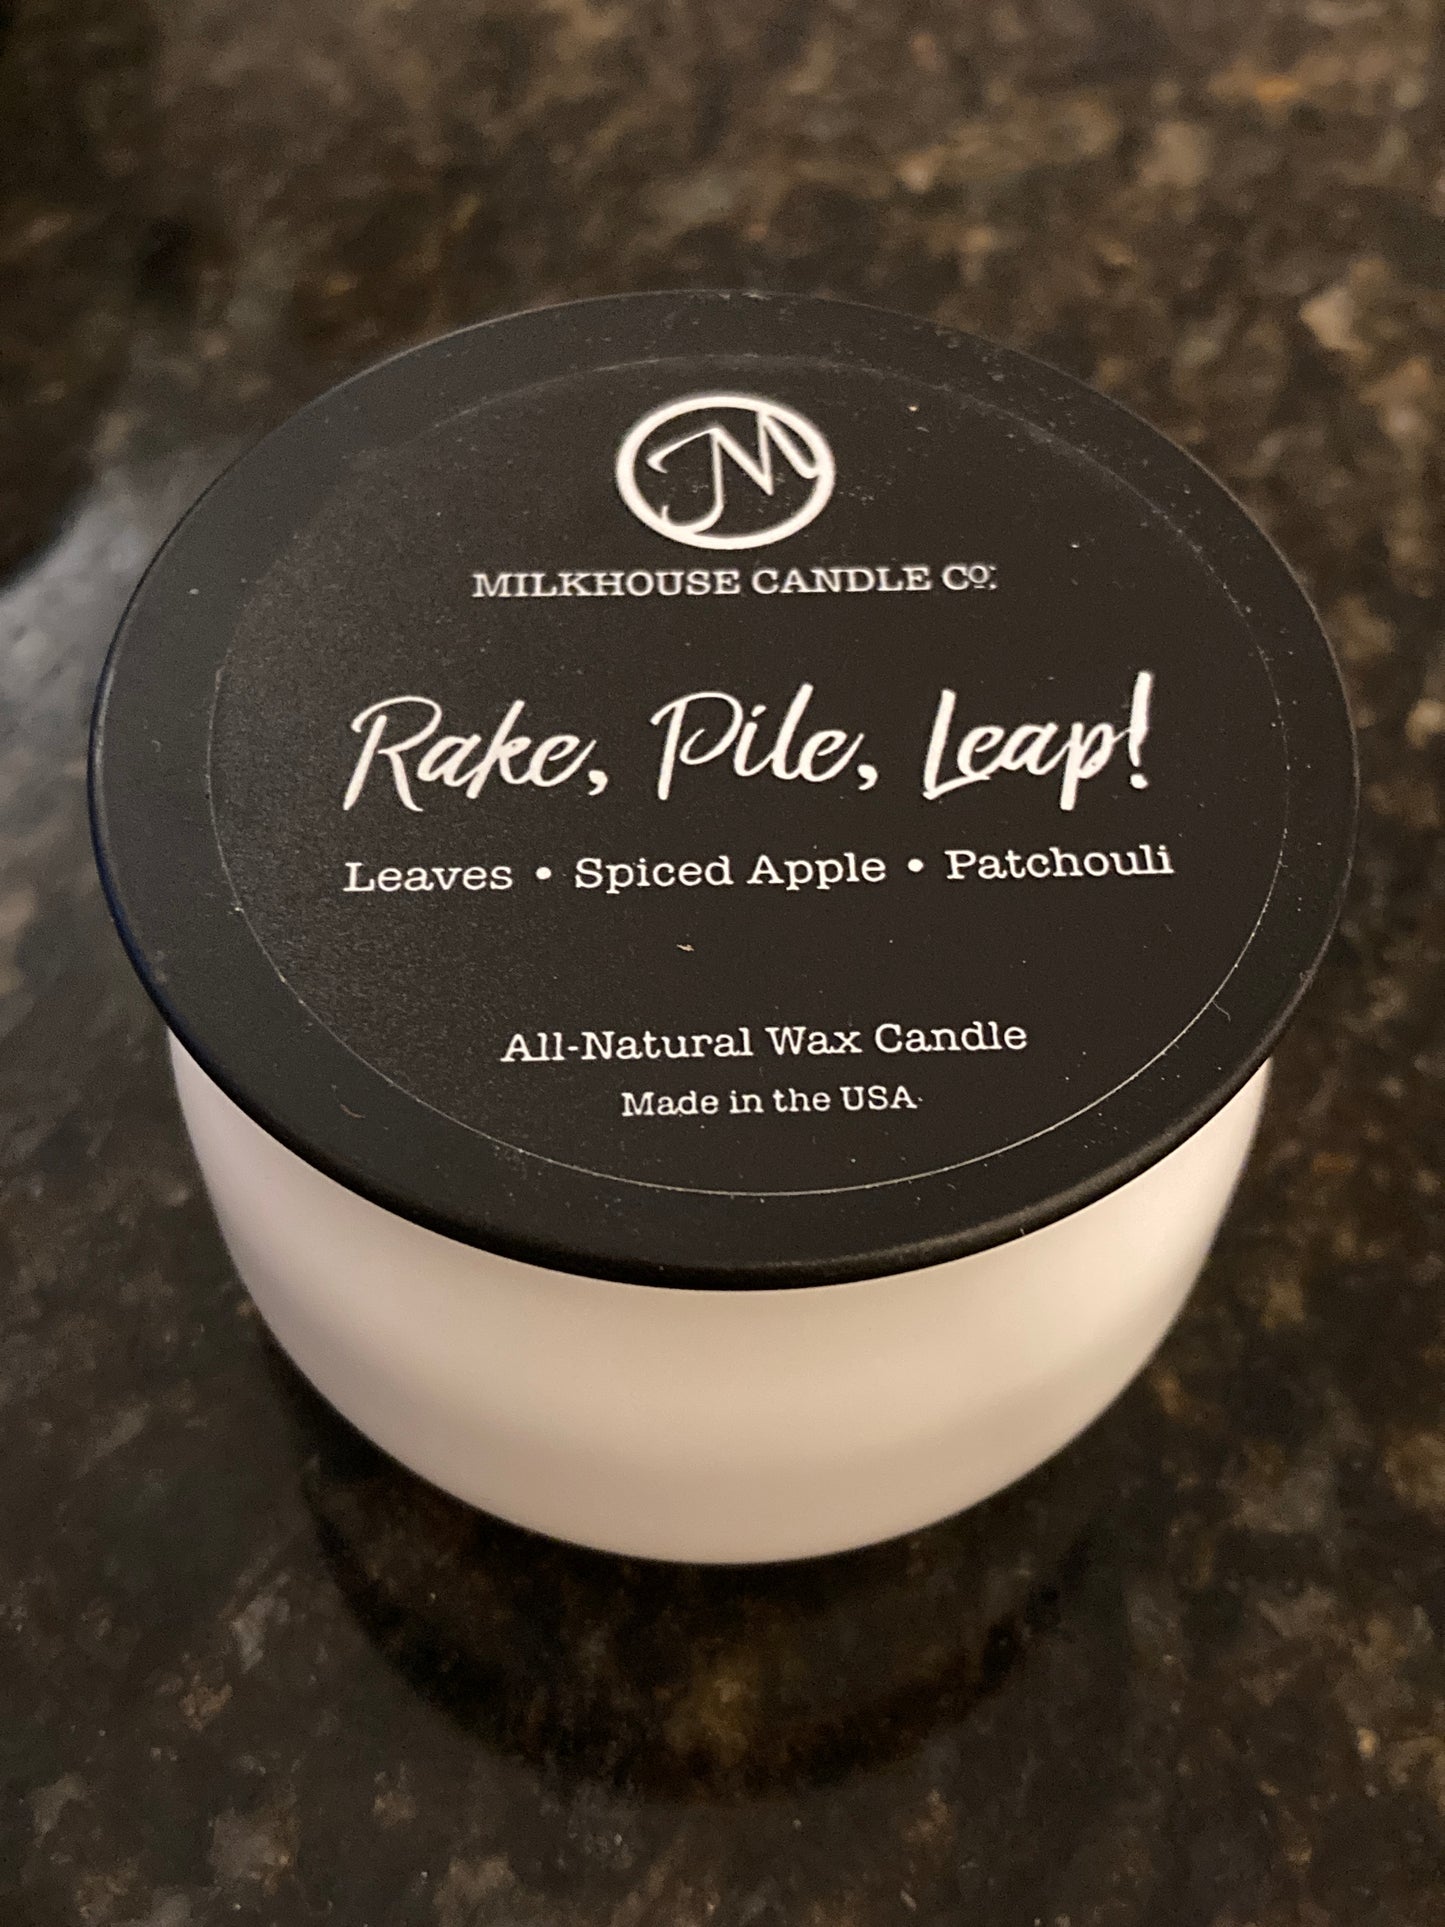 M
MILKHOUSE CANDLE Co.
Rake, Pile, Leap!
Leaves • Spiced Apple • Patchouli
All-Natural Wax Candle
Made in the USA